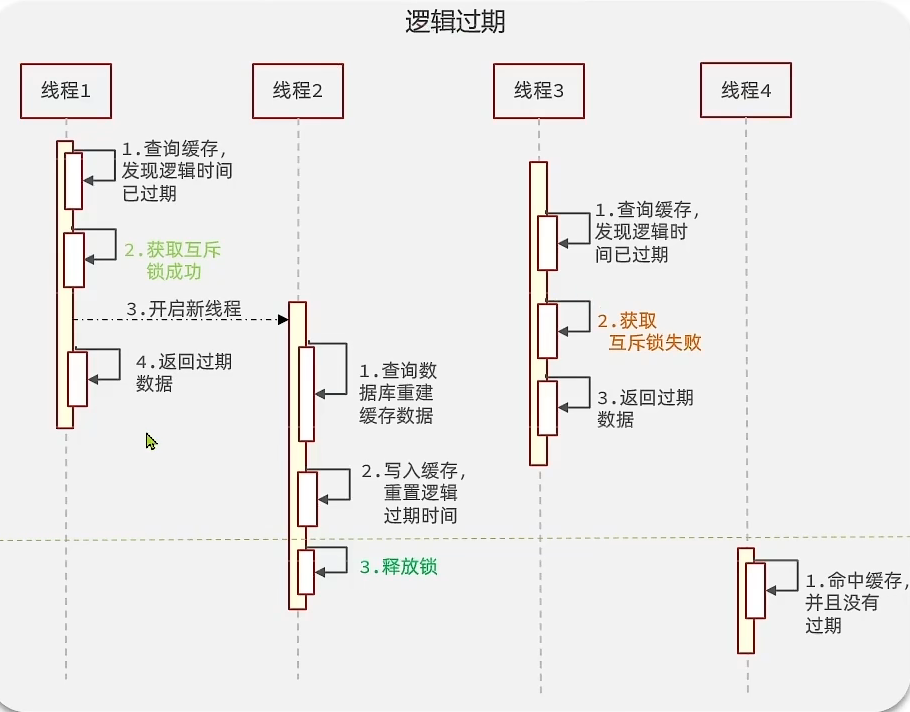 逻辑过期
线程1
线程2
线程3
线程4
1.查询缓存,
发现逻辑时间
已过期
2.获取互斥
锁成功
3.开启新线程
4.返回过期
数据
1.查询数
据库重建
缓存数据
2.写入缓存,
重置逻辑
过期时间
3.释放锁
1.查询缓存,
发现逻辑时
间已过期
2.获取
互斥锁失败
3.返回过期
数据
1.命中缓存,
并且没有
过期